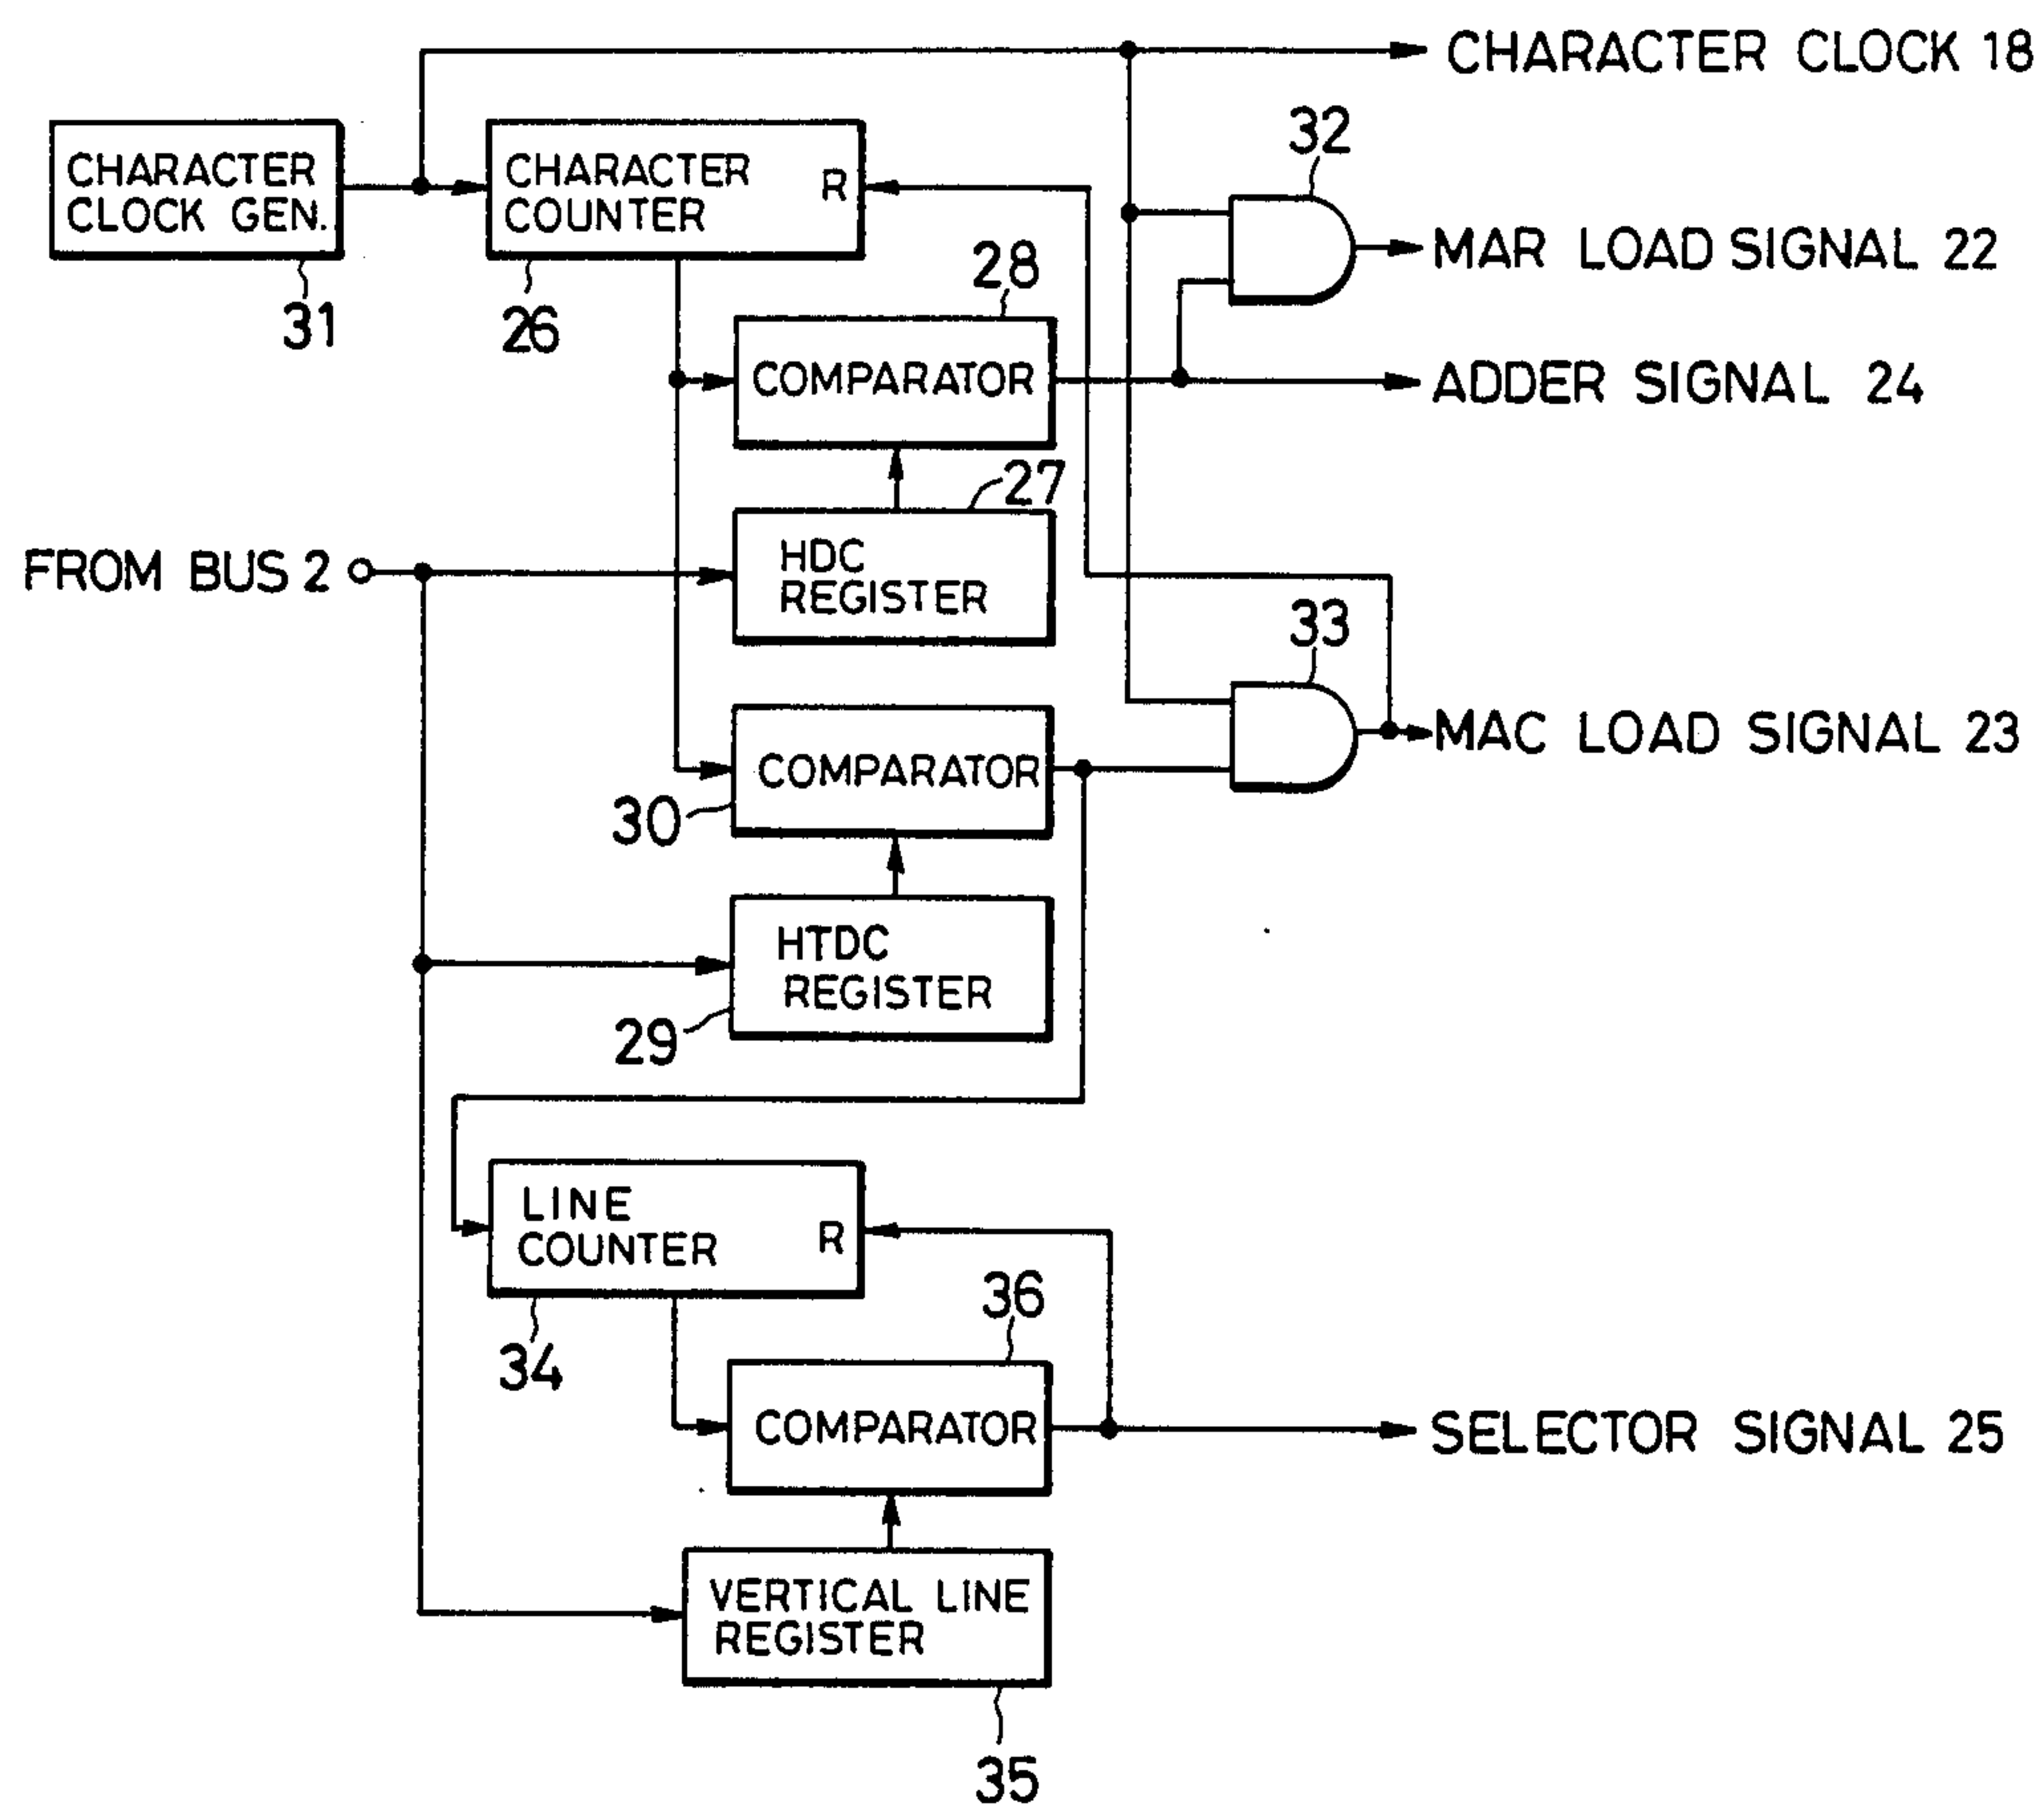 CHARACTER CLOCK 18
32
CHARACTER
CLOCK GEN.
CHARACTER
COUNTER
R
MAR LOAD SIGNAL 22
31
26
28
COMPARATOR
ADDER SIGNAL 24
27
FROM BUS 2
HDC
REGISTER
33
COMPARATOR
MAC LOAD SIGNAL 23
30
HTDC
REGISTER
29
LINE
COUNTER
R
34
36
COMPARATOR
SELECTOR SIGNAL 25
VERTICAL LINE
REGISTER
35